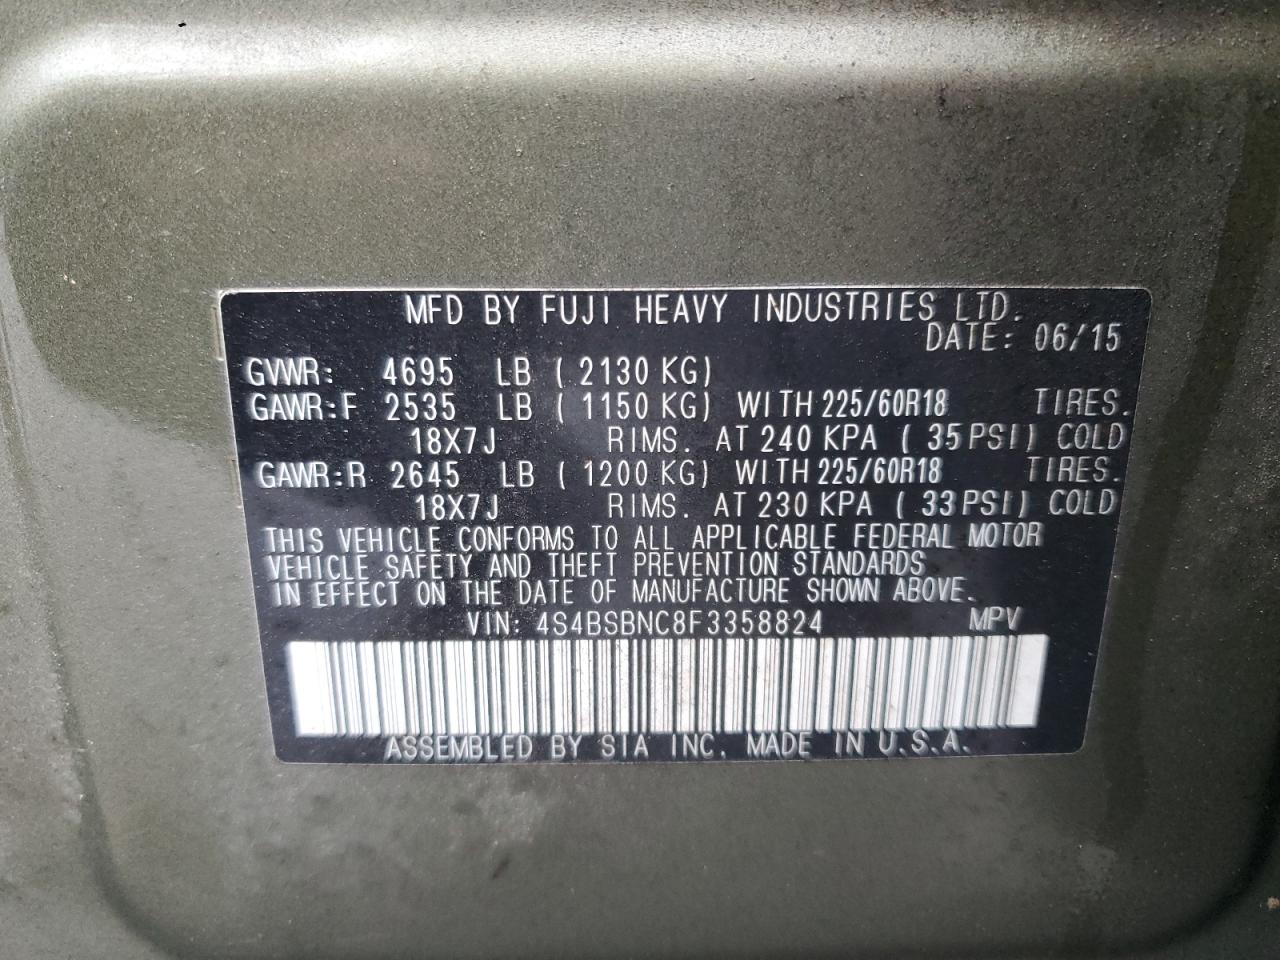 MFD BY FUJI HEAVY INDUSTRIES LTD.
DATE: 06/15
GVWR: 4695 LB ( 2130 KG)
GAWR:F 2535 LB ( 1150 KG) WITH 225/60R18 TIRES.
18X7J RIMS. AT 240 KPA ( 35 PSI) COLD
GAWR:R 2645 LB ( 1200 KG) WITH 225/60R18 TIRES.
18X7J RIMS. AT 230 KPA ( 33 PSI) COLD
THIS VEHICLE CONFORMS TO ALL APPLICABLE FEDERAL MOTOR
VEHICLE SAFETY AND THEFT PREVENTION STANDARDS
IN EFFECT ON THE DATE OF MANUFACTURE SHOWN ABOVE.
VIN: 4S4BSBNC8F3358824 MPV
ASSEMBLED BY SIA INC. MADE IN U.S.A.